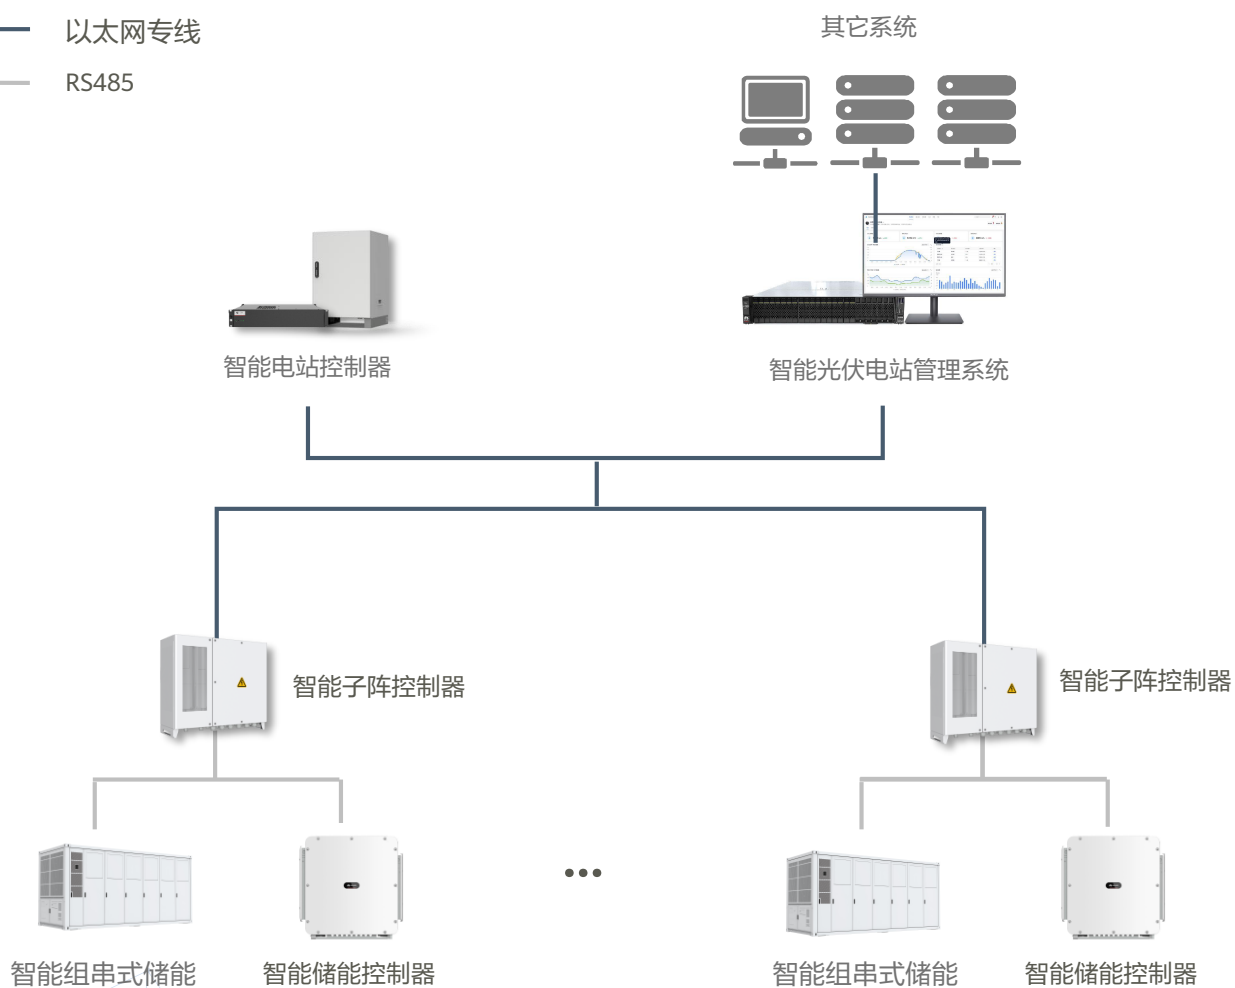 以太网专线
其它系统
RS485
智能电站控制器
智能光伏电站管理系统
智能子阵控制器
智能子阵控制器
智能组串式储能
智能储能控制器
智能组串式储能
智能储能控制器